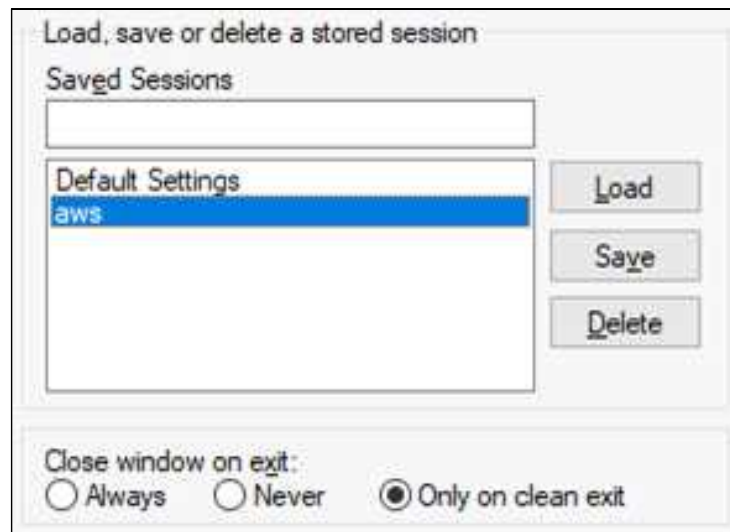 Load, save or delete a stored session
Saved Sessions
Default Settings
Load
aws
Save
Delete
Close window on exit:
Always Never Only on clean exit